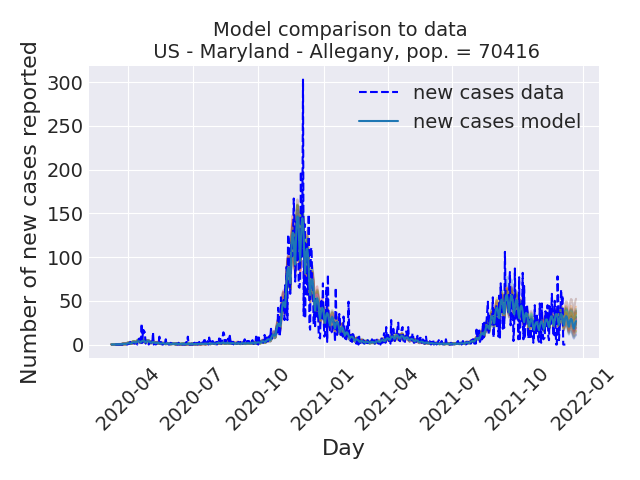 Model comparison to data
US - Maryland - Allegany, pop. = 70416
Number of new cases reported
300
250
200
150
100
50
0
new cases data
new cases model
2020-04
2020-07
2020-10
2021-01
2021-04
2021-07
2021-10
2022-01
Day